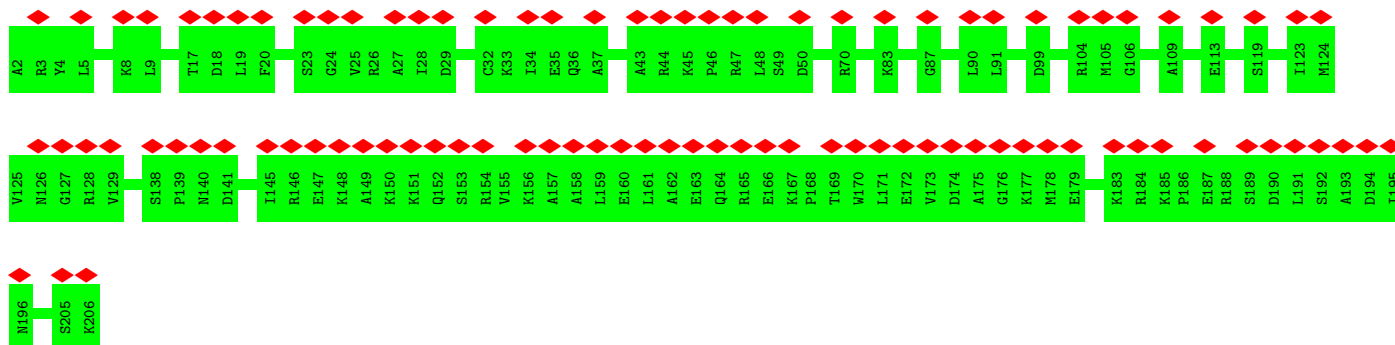 A2 R3 Y4 L5 K8 L9 T17 D18 L19 F20 S23 G24 V25 R26 A27 I28 D29 C32 K33 I34 E35 Q36 A37 A43 R44 K45 P46 R47 L48 S49 D50 R70 K83 G87 L90 L91 D99 R104 M105 G106 A109 E113 S119 I123 M124
V125 N126 G127 R128 V129 S138 P139 N140 D141 I145 R146 E147 K148 A149 K150 K151 Q152 S153 R154 V155 K156 A157 A158 L159 E160 L161 A162 E163 Q164 R165 E166 K167 P168 T169 W170 L171 E172 V173 D174 A175 G176 K177 M178 E179 K183 R184 K185 P186 E187 R188 S189 D190 L191 S192 A193 D194 I195
N196 S205 K206